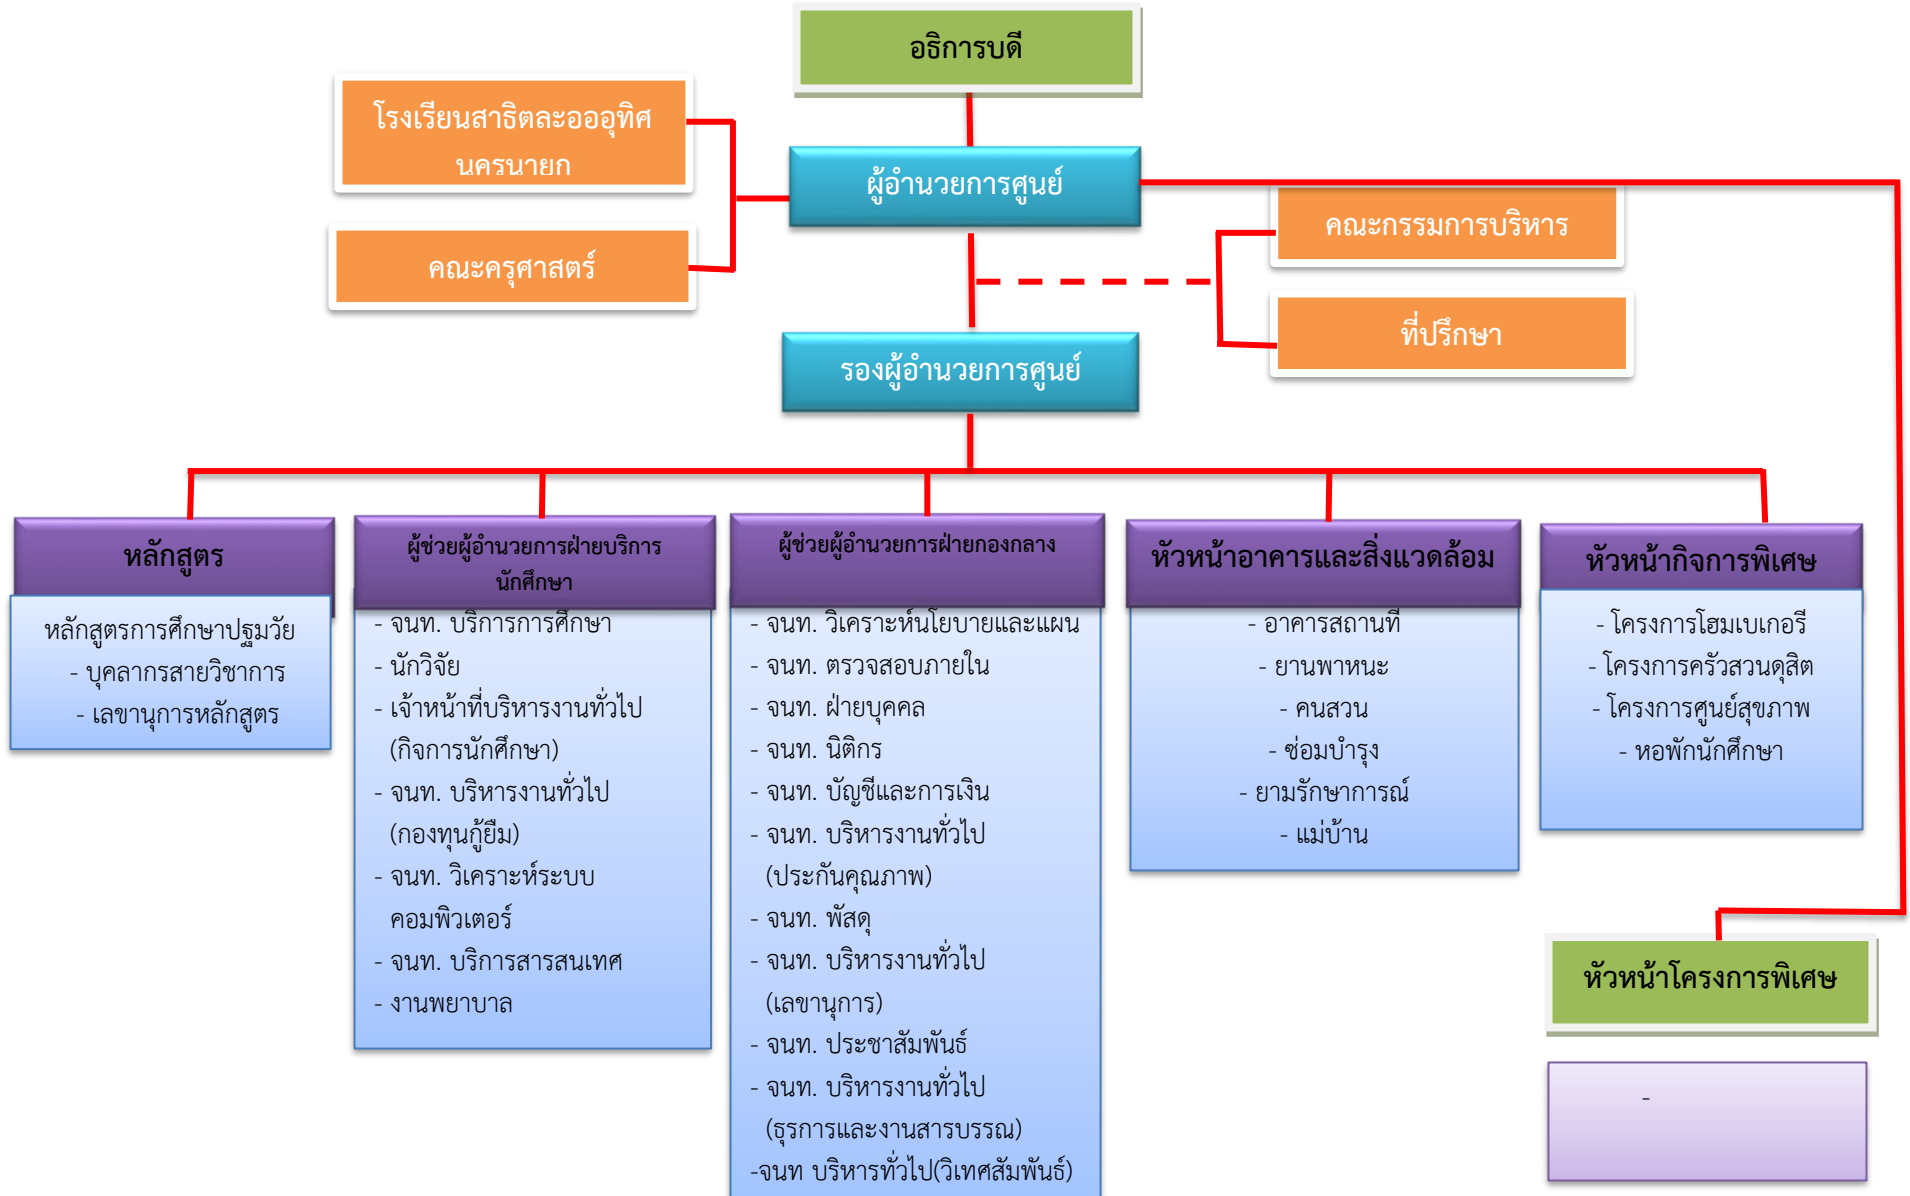 อธิการบดี
โรงเรียนสาธิตละอออุทิศ
นครนายก
ผู้อำนวยการศูนย์
คณะกรรมการบริหาร
คณะครุศาสตร์
ที่ปรึกษา
รองผู้อำนวยการศูนย์
หลักสูตร
หลักสูตรการศึกษาปฐมวัย
- บุคลากรสายวิชาการ
- เลขานุการหลักสูตร
ผู้ช่วยผู้อำนวยการฝ่ายบริการ
นักศึกษา
- จนท. บริการการศึกษา
- นักวิจัย
- เจ้าหน้าที่บริหารงานทั่วไป
(กิจการนักศึกษา)
- จนท. บริหารงานทั่วไป
(กองทุนกู้ยืม)
- จนท. วิเคราะห์ระบบ
คอมพิวเตอร์
- จนท. บริการสารสนเทศ
- งานพยาบาล
ผู้ช่วยผู้อำนวยการฝ่ายกองกลาง
- จนท. วิเคราะห์นโยบายและแผน
- จนท. ตรวจสอบภายใน
- จนท. ฝ่ายบุคคล
- จนท. นิติกร
- จนท. บัญชีและการเงิน
- จนท. บริหารงานทั่วไป
(ประกันคุณภาพ)
- จนท. พัสดุ
- จนท. บริหารงานทั่วไป
(เลขานุการ)
- จนท. ประชาสัมพันธ์
- จนท. บริหารงานทั่วไป
(ธุรการและงานสารบรรณ)
-จนท บริหารทั่วไป(วิเทศสัมพันธ์)
หัวหน้าอาคารและสิ่งแวดล้อม
- อาคารสถานที่
- ยานพาหนะ
- คนสวน
- ซ่อมบำรุง
- ยามรักษาการณ์
- แม่บ้าน
หัวหน้ากิจการพิเศษ
- โครงการโฮมเบเกอรี่
- โครงการครัวสวนดุสิต
- โครงการศูนย์สุขภาพ
- หอพักนักศึกษา
หัวหน้าโครงการพิเศษ
-